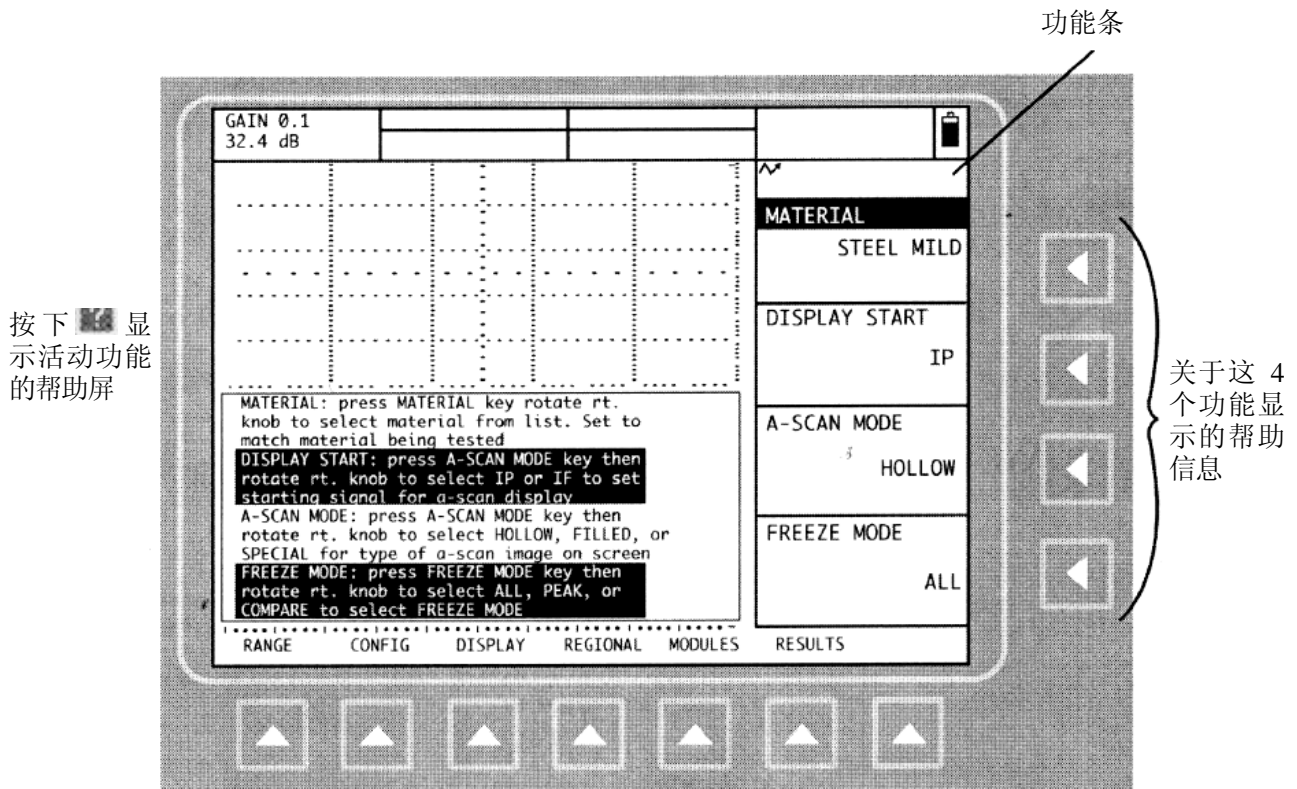 功能条
GAIN 0.1
32.4 dB
MATERIAL
STEEL MILD
DISPLAY START
IP
A-SCAN MODE
HOLLOW
FREEZE MODE
ALL
按下 显
示活动功能
的帮助屏
MATERIAL: press MATERIAL key rotate rt.
knob to select material from list. Set to
match material being tested
DISPLAY START: press A-SCAN MODE key then
rotate rt. knob to select IP or IF to set
starting signal for a-scan display
A-SCAN MODE: press A-SCAN MODE key then
rotate rt. knob to select HOLLOW, FILLED, or
SPECIAL for type of a-scan image on screen
FREEZE MODE: press FREEZE MODE key then
rotate rt. knob to select ALL, PEAK, or
COMPARE to select FREEZE MODE
RANGE CONFIG DISPLAY REGIONAL MODULES RESULTS
关于这 4
个功能显
示的帮助
信息